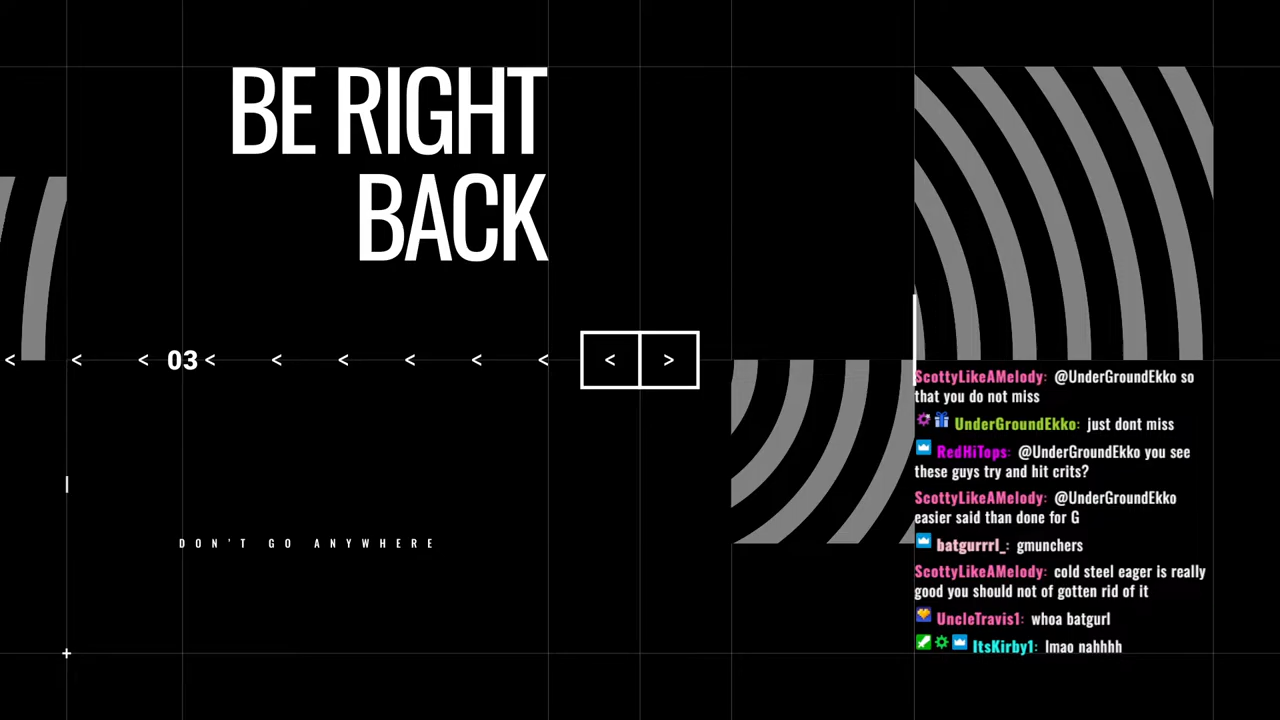 BE RIGHT
BACK
< < < 03 < < < < < < < >
DON'T GO ANYWHERE
+
ScottyLikeAMelody: @UnderGroundEkko so
that you do not miss
UnderGroundEkko: just dont miss
RedHiTops: @UnderGroundEkko you see
these guys try and hit crits?
ScottyLikeAMelody: @UnderGroundEkko
easier said than done for G
batgurrrl_: gmunchers
ScottyLikeAMelody: cold steel eager is really
good you should not of gotten rid of it
UncleTravis1: whoa batgurl
ItsKirby1: lmao nahhhh